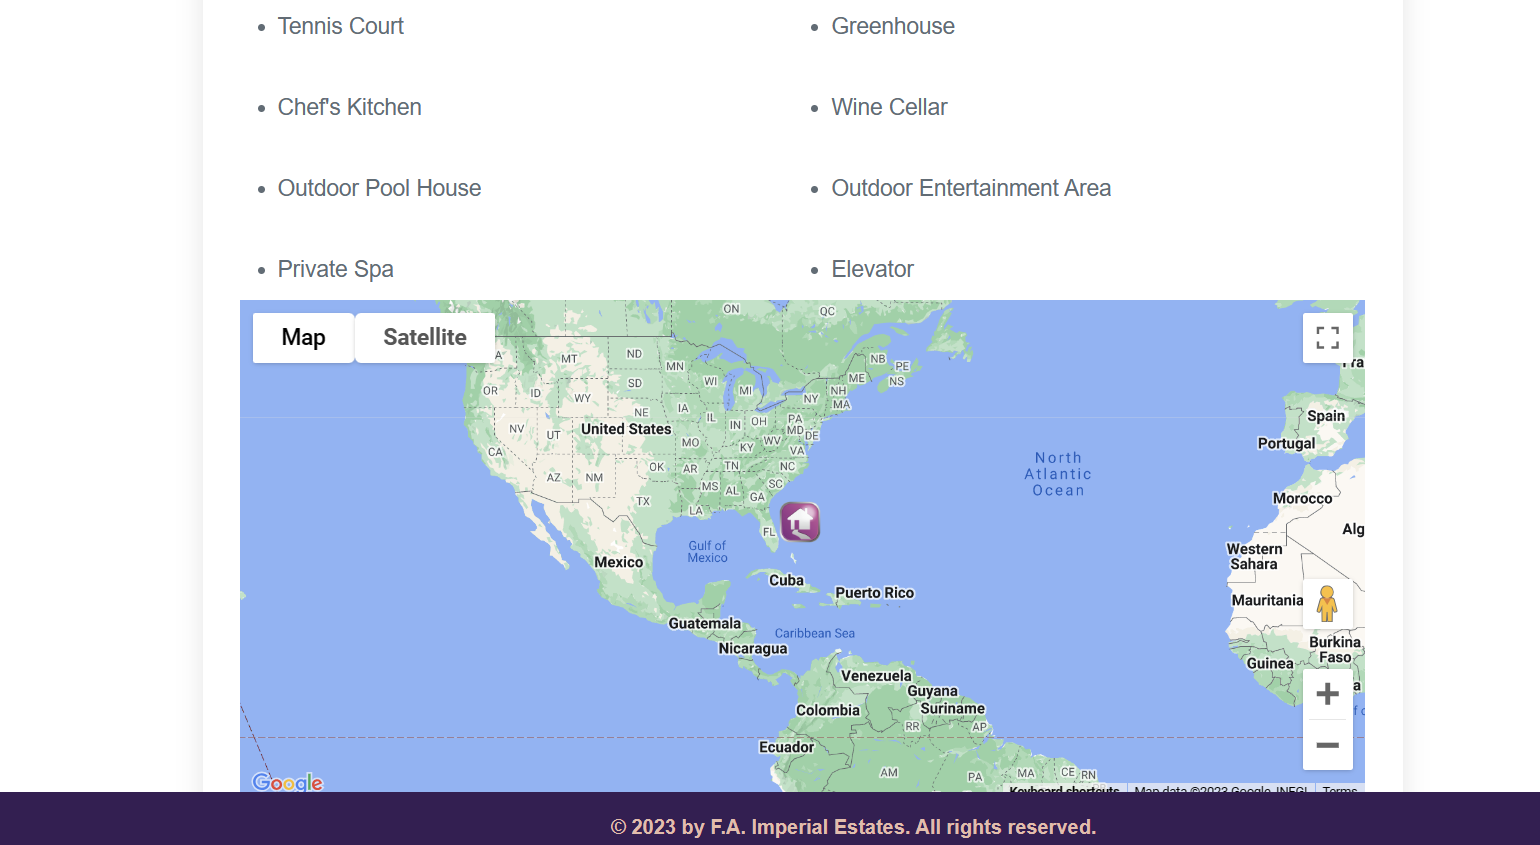 Tennis Court
Greenhouse
Chef's Kitchen
Wine Cellar
Outdoor Pool House
Outdoor Entertainment Area
Private Spa
Elevator
Map
Satellite
ON
QC
MT
ND
MN
NB
PE
OR
ID
WY
SD
WI
MI
ME
NS
NH
NY
MA
NE
IA
IL
IN
OH
PA
MD
DE
NV
UT
United States
MO
KY
WV
VA
CA
AZ
NM
OK
AR
TN
NC
SC
MS
AL
GA
TX
LA
FL
Gulf of
Mexico
Mexico
Cuba
Puerto Rico
Guatemala
Caribbean Sea
Nicaragua
Venezuela
Guyana
Suriname
Colombia
RR
AP
Ecuador
AM
PA
MA
CE
RN
North
Atlantic
Ocean
Spain
Portugal
Morocco
Alg
Western
Sahara
Mauritania
Burkina
Faso
Guinea
Google
Keyboard shortcuts
Map data ©2023 Google, INEGI
Terms
© 2023 by F.A. Imperial Estates. All rights reserved.